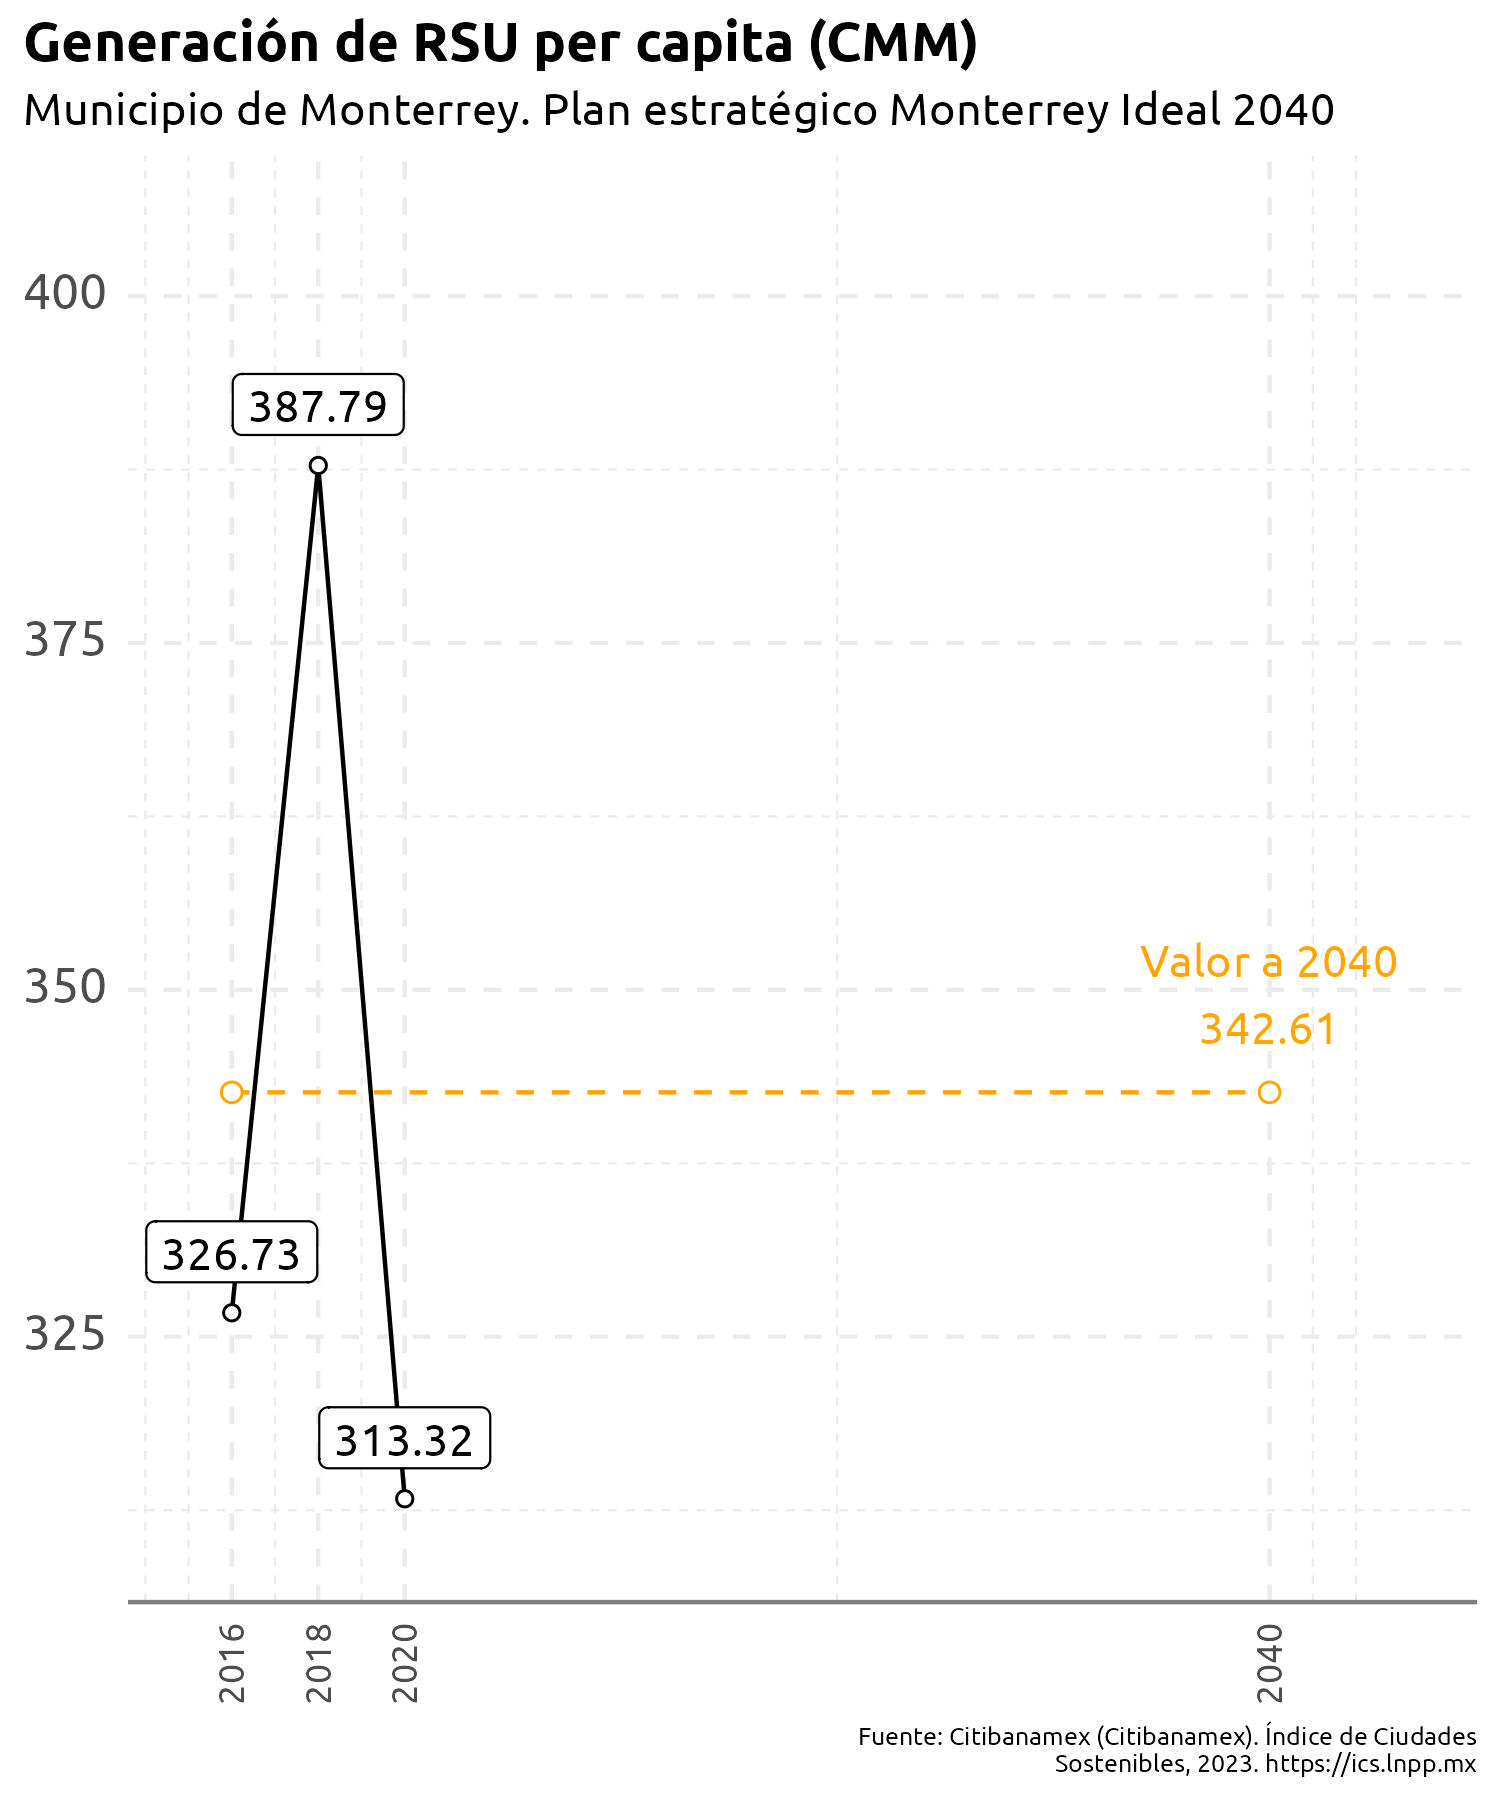 Generación de RSU per capita (CMM)
Municipio de Monterrey. Plan estratégico Monterrey Ideal 2040
400
387.79
375
350
Valor a 2040
342.61
326.73
325
313.32
2016
2018
2020
2040
Fuente: Citibanamex (Citibanamex). Índice de Ciudades
Sostenibles, 2023. https://ics.lnpp.mx